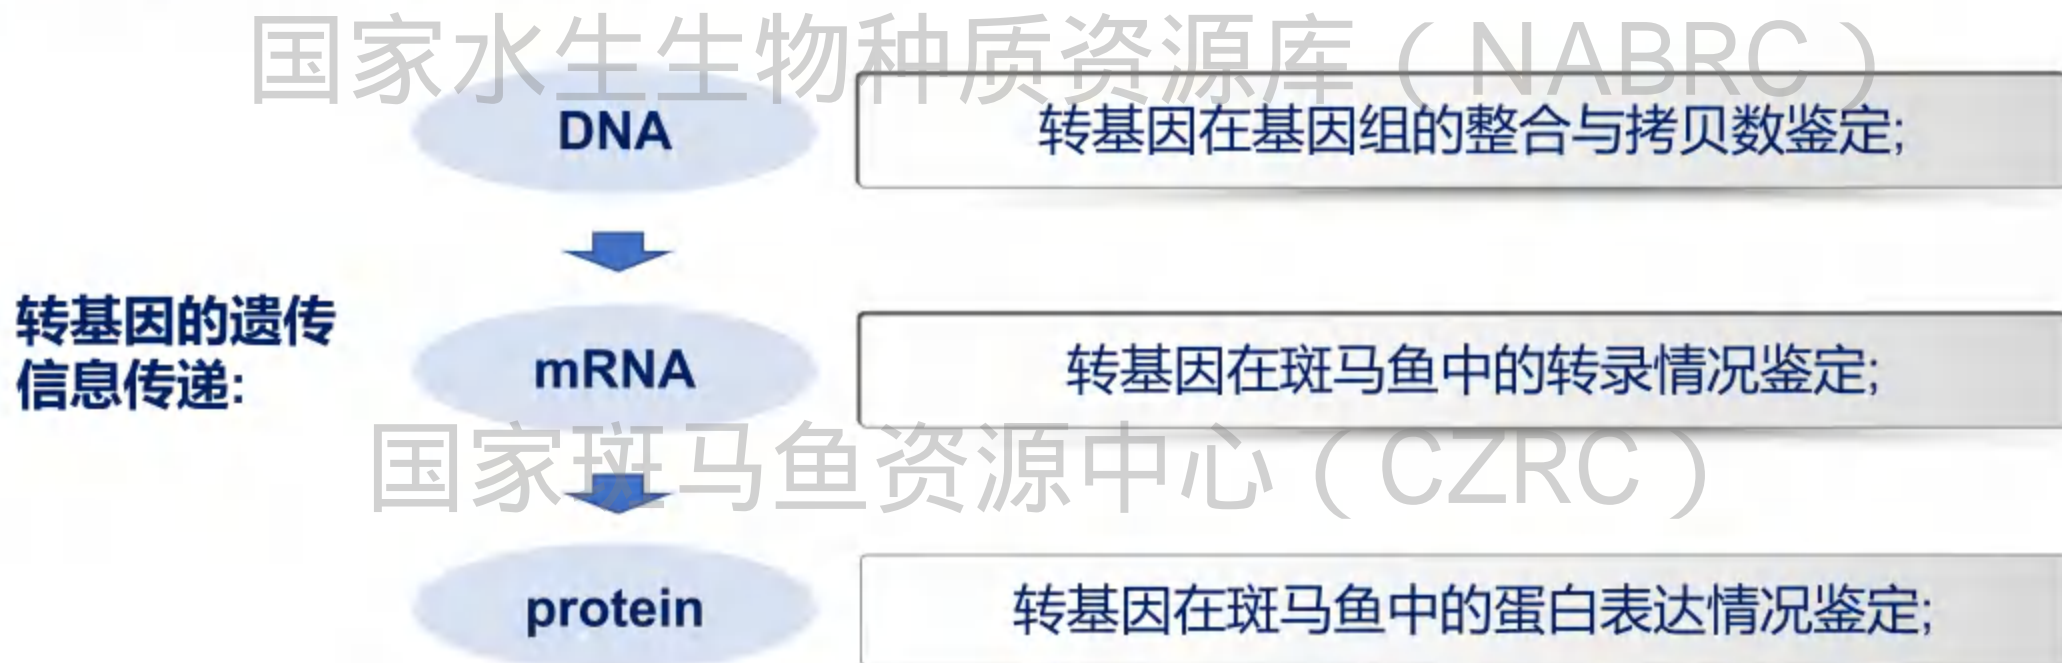 国家水生生物种质资源库（NABRC）
DNA
转基因在基因组的整合与拷贝数鉴定;
转基因的遗传
信息传递:
mRNA
转基因在斑马鱼中的转录情况鉴定;
国家斑马鱼资源中心（CZRC）
protein
转基因在斑马鱼中的蛋白表达情况鉴定;